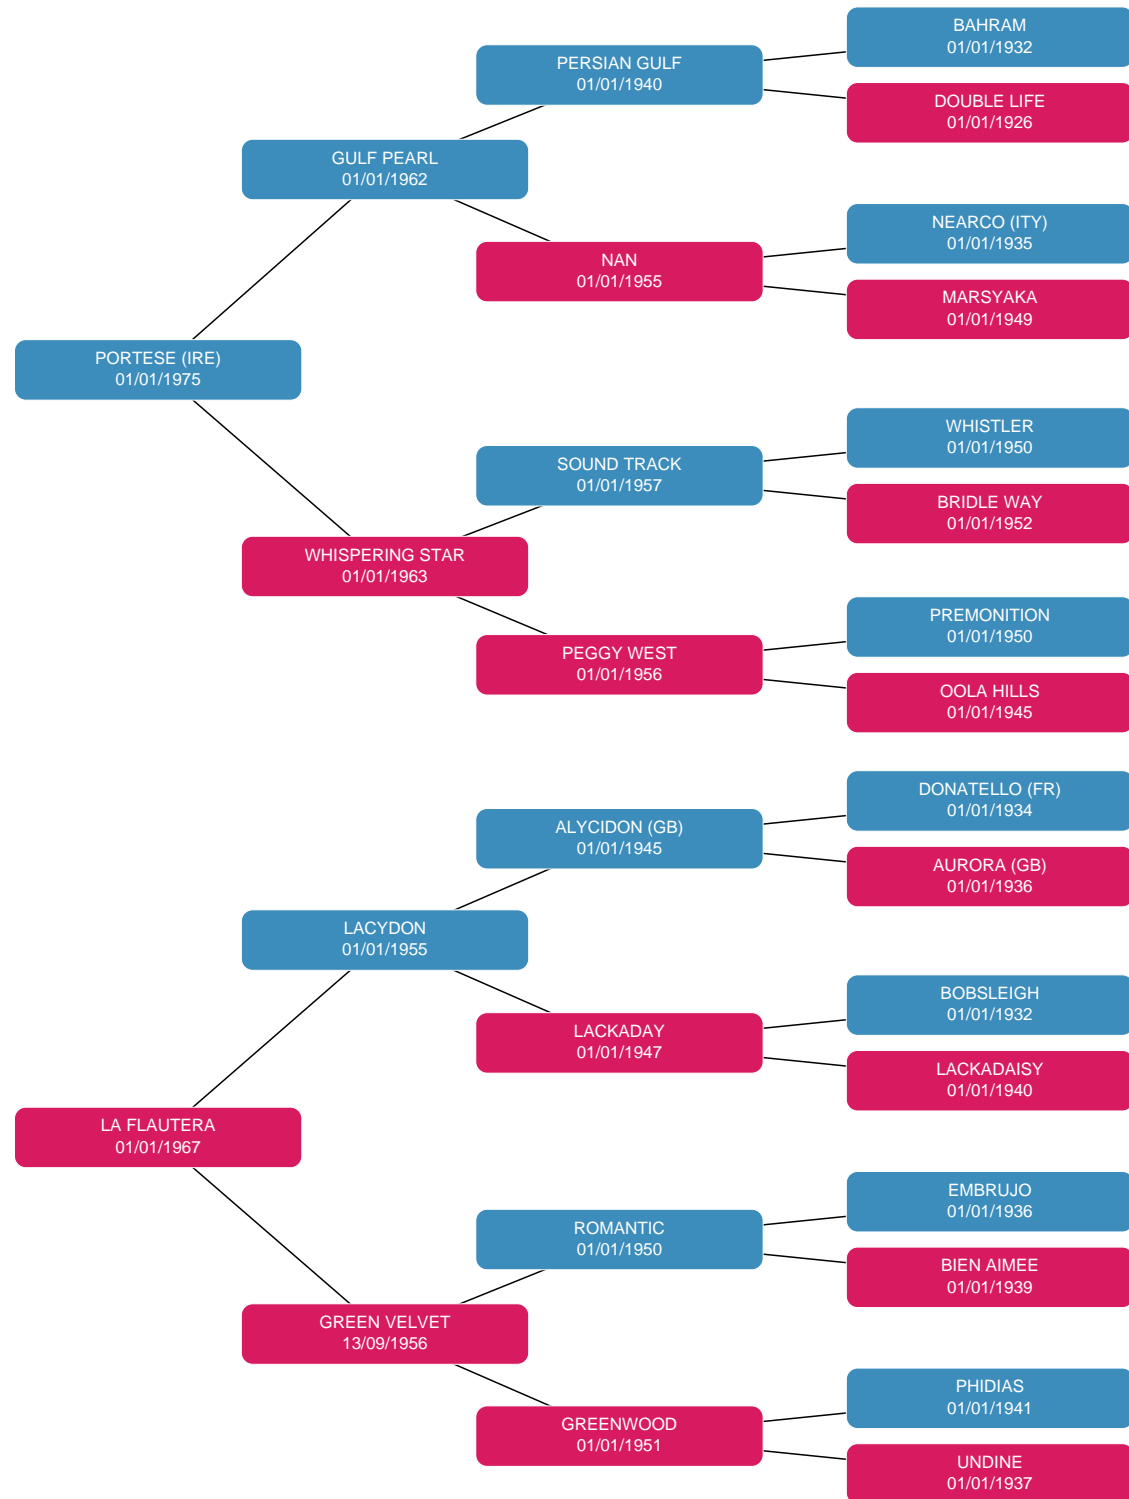 BAHRAM
01/01/1932
PERSIAN GULF
01/01/1940
DOUBLE LIFE
01/01/1926
GULF PEARL
01/01/1962
NEARCO (ITY)
01/01/1935
NAN
01/01/1955
MARSYAKA
01/01/1949
PORTESE (IRE)
01/01/1975
WHISTLER
01/01/1950
SOUND TRACK
01/01/1957
BRIDLE WAY
01/01/1952
WHISPERING STAR
01/01/1963
PREMONITION
01/01/1950
PEGGY WEST
01/01/1956
OOLA HILLS
01/01/1945
DONATELLO (FR)
01/01/1934
ALYCIDON (GB)
01/01/1945
AURORA (GB)
01/01/1936
LACYDON
01/01/1955
BOBSLEIGH
01/01/1932
LACKADAY
01/01/1947
LACKADAISY
01/01/1940
LA FLAUTERA
01/01/1967
EMBRUJO
01/01/1936
ROMANTIC
01/01/1950
BIEN AIMEE
01/01/1939
GREEN VELVET
13/09/1956
PHIDIAS
01/01/1941
GREENWOOD
01/01/1951
UNDINE
01/01/1937